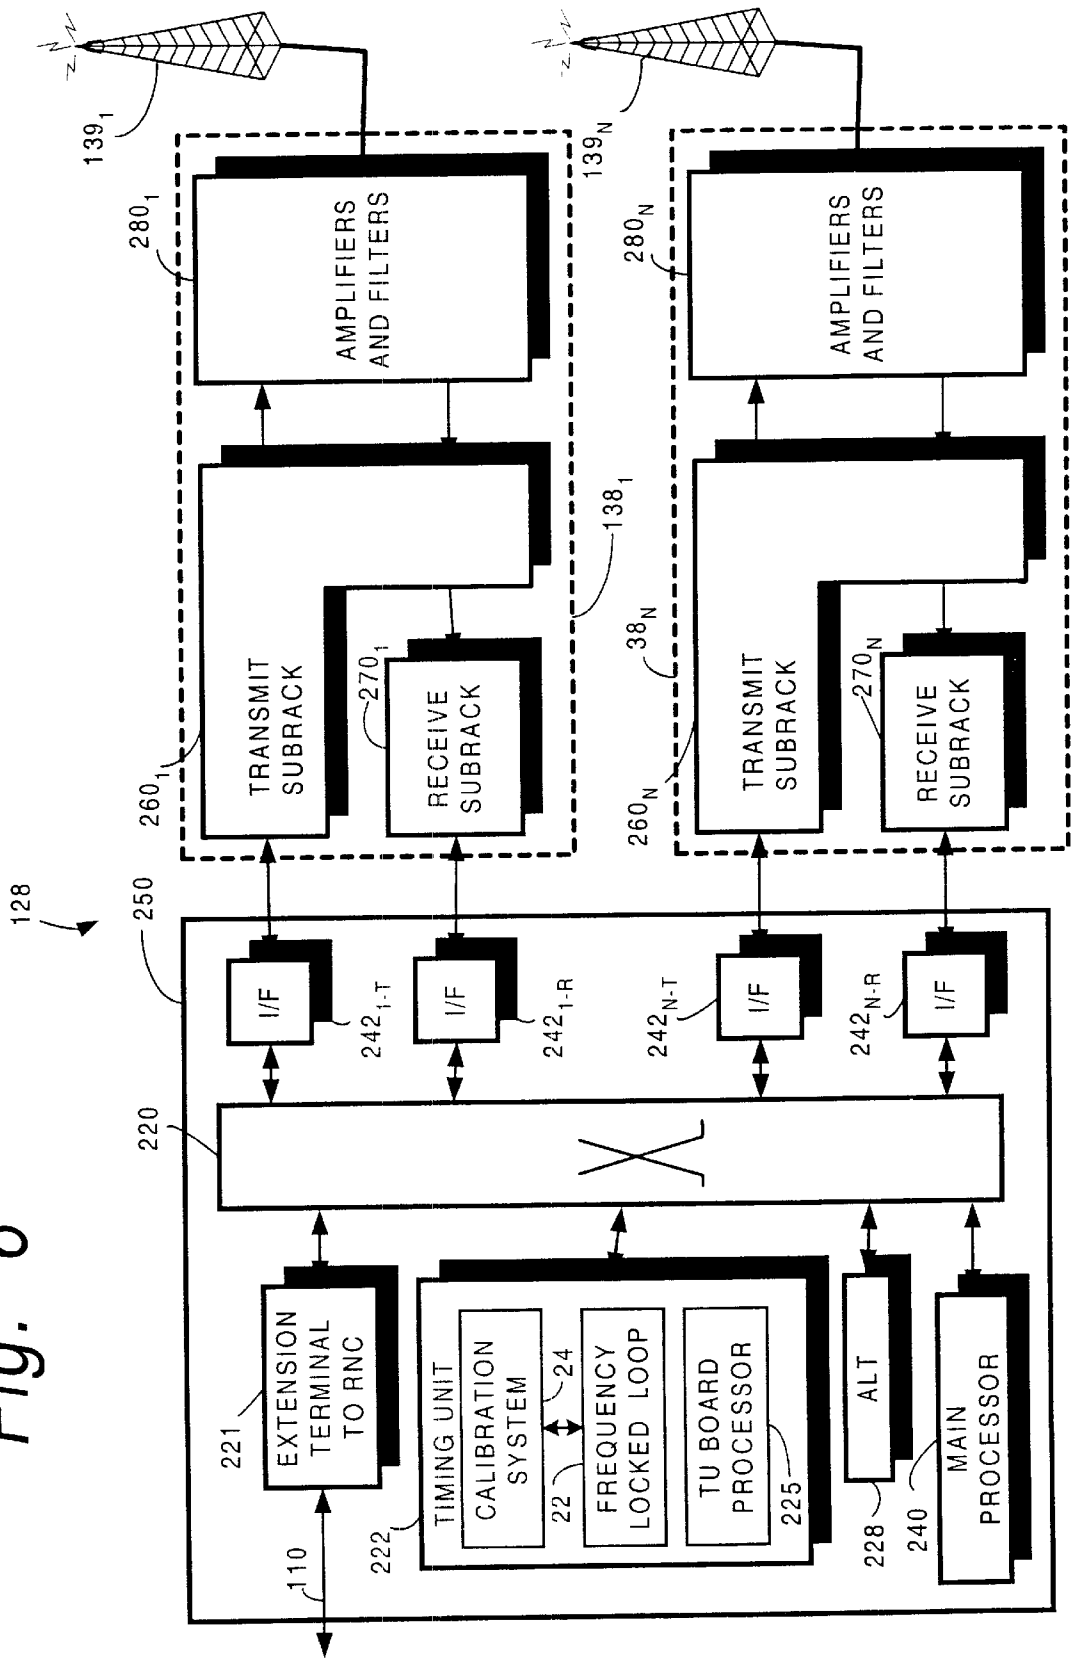 Fig.
128
110
221
EXTENSION
TERMINAL
TO RNC
222
TIMING UNIT
CALIBRATION
SYSTEM
24
22
FREQUENCY
LOCKED LOOP
TU BOARD
PROCESSOR
225
ALT
228
240
MAIN
PROCESSOR
220
250
I/F
242 1-T
I/F
242 1-R
242 N-T
I/F
242 N-R
I/F
260 1
TRANSMIT
SUBRACK
270 1
RECEIVE
SUBRACK
280 1
AMPLIFIERS
AND FILTERS
139 1
138 1
38 N
260 N
TRANSMIT
SUBRACK
270 N
RECEIVE
SUBRACK
280 N
AMPLIFIERS
AND FILTERS
139 N